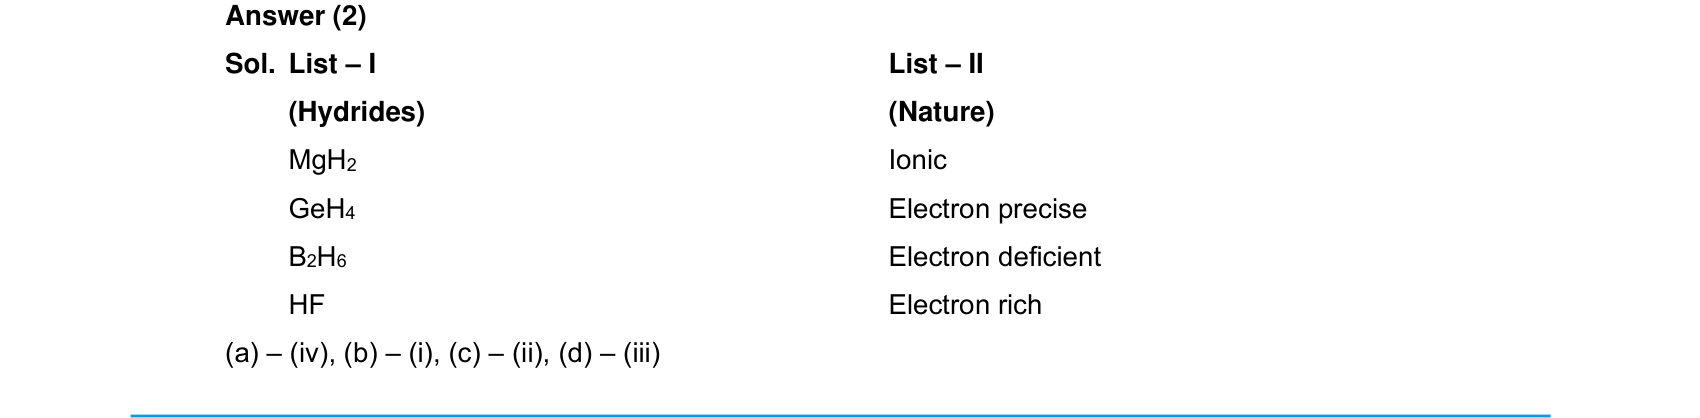 Answer (2)
Sol. List – I List – II
(Hydrides) (Nature)
MgH₂ Ionic
GeH₄ Electron precise
B₂H₆ Electron deficient
HF Electron rich
(a) – (iv), (b) – (i), (c) – (ii), (d) – (iii)